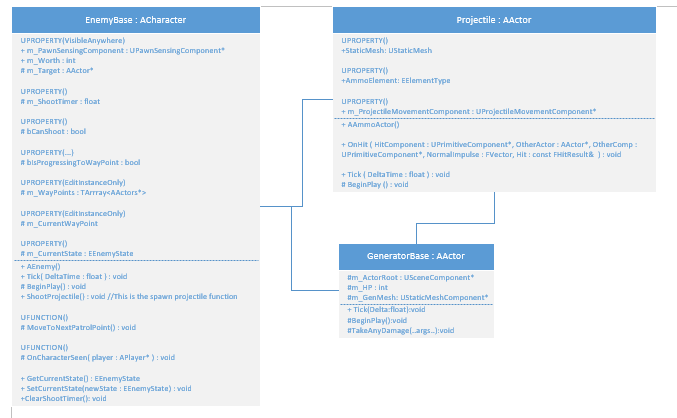 EnemyBase : ACharacter
UPROPERTY(VisibleAnywhere)
+ m_PawnSensingComponent : UPawnSensingComponent*
+ m_Worth : int
# m_Target : AActor*
UPROPERTY()
# m_ShootTimer : float
UPROPERTY()
# bCanShoot : bool
UPROPERTY(...)
# bIsProgressingToWayPoint : bool
UPROPERTY(EditInstanceOnly)
# m_WayPoints : TArrray<AActors*>
UPROPERTY(EditInstanceOnly)
# m_CurrentWayPoint
UPROPERTY()
# m_CurrentState : EEnemyState
+ AEnemy()
+ Tick( DeltaTime : float ) : void
# BeginPlay() : void
+ ShootProjectile() : void //This is the spawn projectile function
UFUNCTION()
# MoveToNextPatrolPoint() : void
UFUNCTION()
# OnCharacterSeen( player : APlayer* ) : void
+ GetCurrentState() : EEnemyState
+ SetCurrentState(newState : EEnemyState) : void
+ClearShootTimer(): void
Projectile : AActor
UPROPERTY()
+StaticMesh: UStaticMesh
UPROPERTY()
+AmmoElement: EElementType
UPROPERTY()
+ m_ProjectileMovementComponent : UProjectileMovementComponent*
+ AAmmoActor()
+ OnHit ( HitComponent : UPrimitiveComponent*, OtherActor : AActor*, OtherComp :
UPrimitiveComponent*, NormalImpulse : FVector, Hit : const FHitResult& ) : void
+ Tick ( DeltaTime : float ) : void
# BeginPlay () : void
GeneratorBase : AActor
#m_ActorRoot : USceneComponent*
#m_HP : int
#m_GenMesh: UStaticMeshComponent*
+ Tick(Delta:float):void
#BeginPlay():void
#TakeAnyDamage(..args..):void